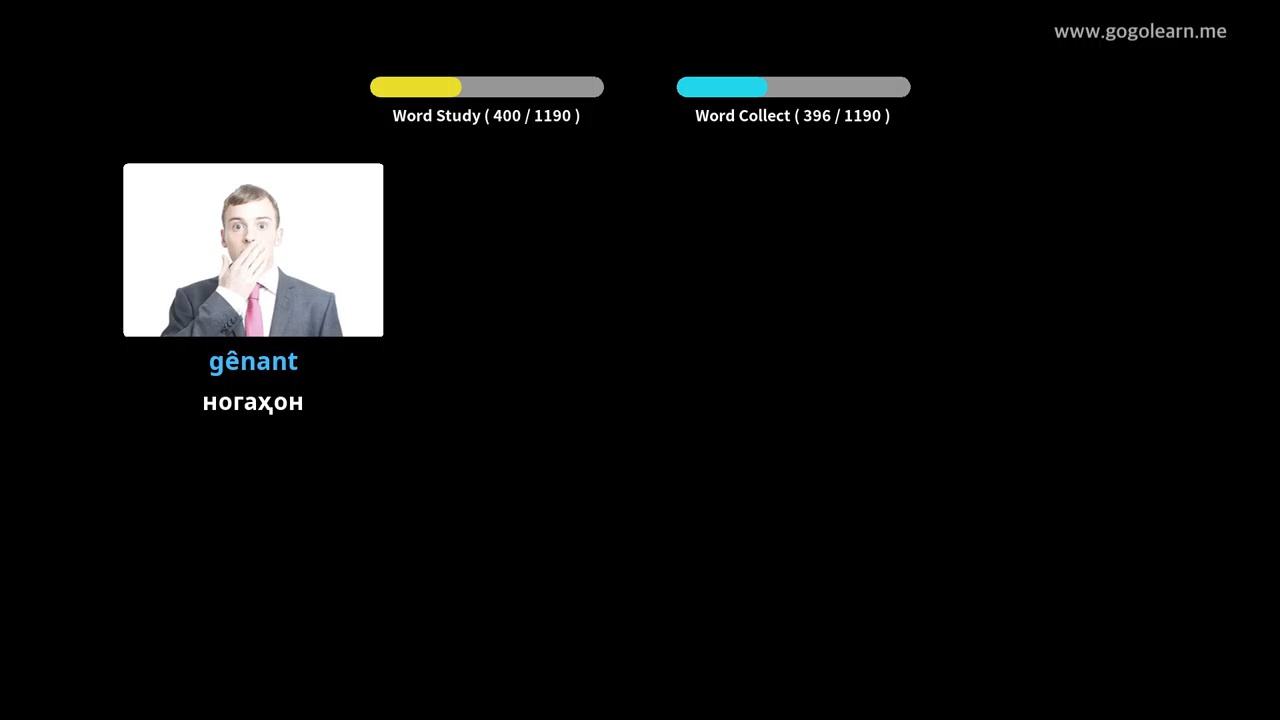 www.gogolearn.me
Word Study ( 400 / 1190 )
Word Collect ( 396 / 1190 )
gênant
ногаҳон